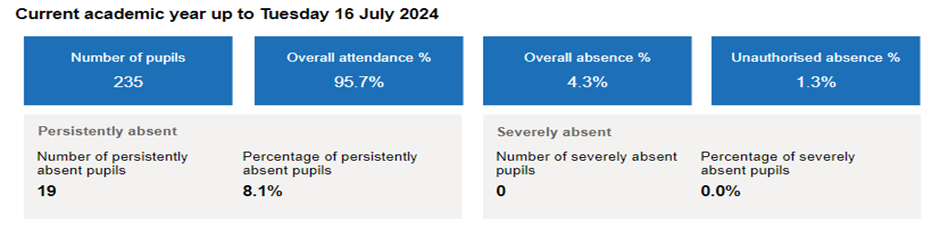 Current academic year up to Tuesday 16 July 2024
Number of pupils
235
Overall attendance %
95.7%
Overall absence %
4.3%
Unauthorised absence %
1.3%
Persistently absent
Number of persistently
absent pupils
19
Percentage of persistently
absent pupils
8.1%
Severely absent
Number of severely absent
pupils
0
Percentage of severely
absent pupils
0.0%